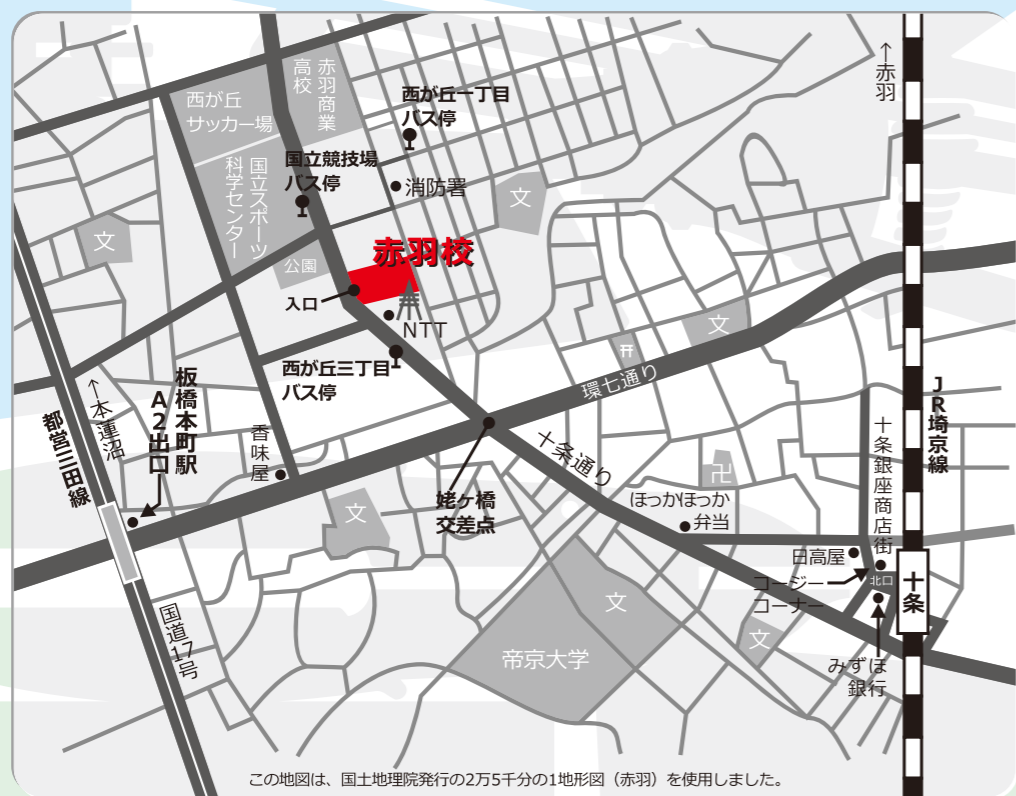 ←赤羽
赤羽商業
高校
西が丘
サッカー場
西が丘一丁目
バス停
国立競技場
バス停
国立スポーツ
科学センター
消防署
文
文
赤羽校
公園
入口
NTT
文
西が丘三丁目
バス停
环七通り
JR埼京線
←本蓮沼
板橋本町駅
A2出口
都営三田線
香味屋
十条通り
十条銀座商店街
卍
姥ヶ橋
交差点
文
ほっかほっか
弁当
日高屋
コージー
コーナー
北口
十条
国道17号
文
帝京大学
文
みずほ
銀行
この地図は、国土地理院発行の2万5千分の1地形図（赤羽）を使用しました。